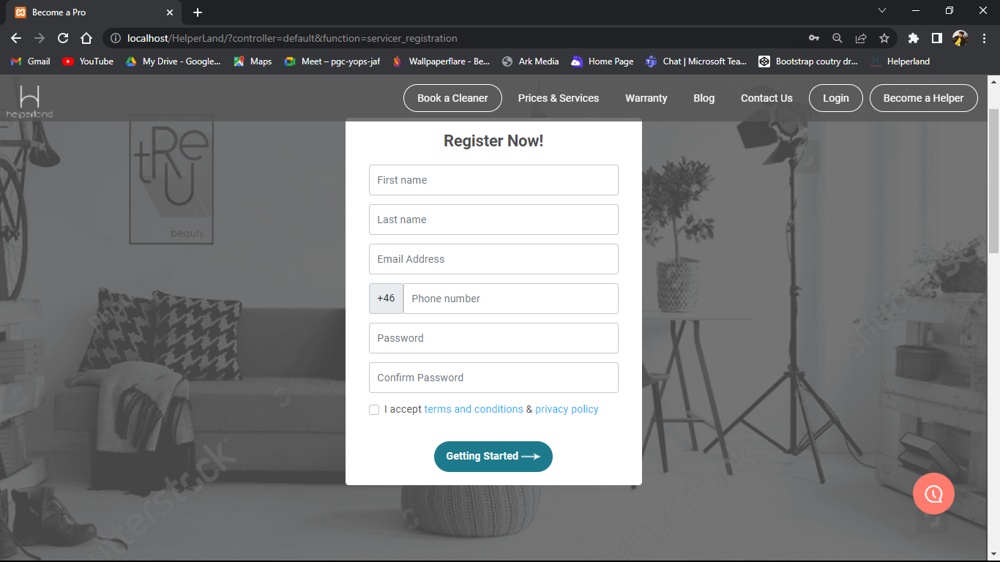 Become a Pro
localhost/HelperLand/?controller=default&function=servicer_registration
Gmail YouTube My Drive - Google... Maps Meet – pgc-yops-jaf Wallpaperflare - Be... Ark Media Home Page Chat | Microsoft Tea... Bootstrap coutry dr... Helperland
helperland
Book a Cleaner Prices & Services Warranty Blog Contact Us Login Become a Helper
tReTRU
beauty...
Register Now!
First name
Last name
Email Address
+46 Phone number
Password
Confirm Password
I accept terms and conditions & privacy policy
Getting Started
shutterstock
shutterstock